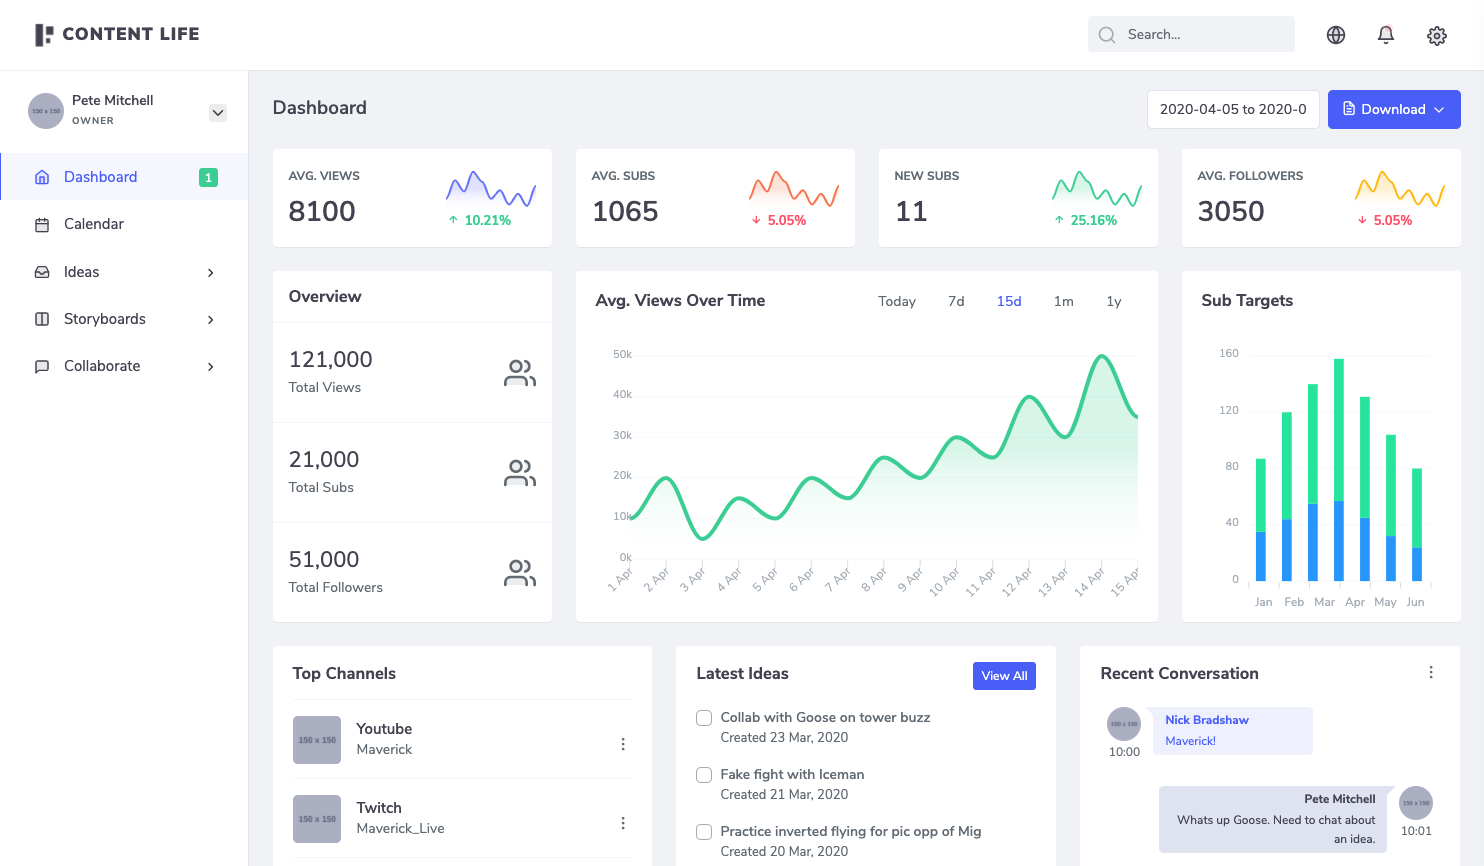 CONTENT LIFE
Search...
Pete Mitchell
OWNER
Dashboard 1
Calendar
Ideas
Storyboards
Collaborate
Dashboard
2020-04-05 to 2020-0
Download
AVG. VIEWS
8100
10.21%
AVG. SUBS
1065
5.05%
NEW SUBS
11
25.16%
AVG. FOLLOWERS
3050
5.05%
Overview
121,000
Total Views
21,000
Total Subs
51,000
Total Followers
Avg. Views Over Time
Today 7d 15d 1m 1y
50k
40k
30k
20k
10k
0k
1 Apr 2 Apr 3 Apr 4 Apr 5 Apr 6 Apr 7 Apr 8 Apr 9 Apr 10 Apr 11 Apr 12 Apr 13 Apr 14 Apr 15 Apr
Sub Targets
160
120
80
40
0
Jan Feb Mar Apr May Jun
Top Channels
150 x 150
Youtube
Maverick
150 x 150
Twitch
Maverick_Live
Latest Ideas
View All
Collab with Goose on tower buzz
Created 23 Mar, 2020
Fake fight with Iceman
Created 21 Mar, 2020
Practice inverted flying for pic opp of Mig
Created 20 Mar, 2020
Recent Conversation
150 x 150
10:00
Nick Bradshaw
Maverick!
Pete Mitchell
Whats up Goose. Need to chat about
an idea.
150 x 150
10:01